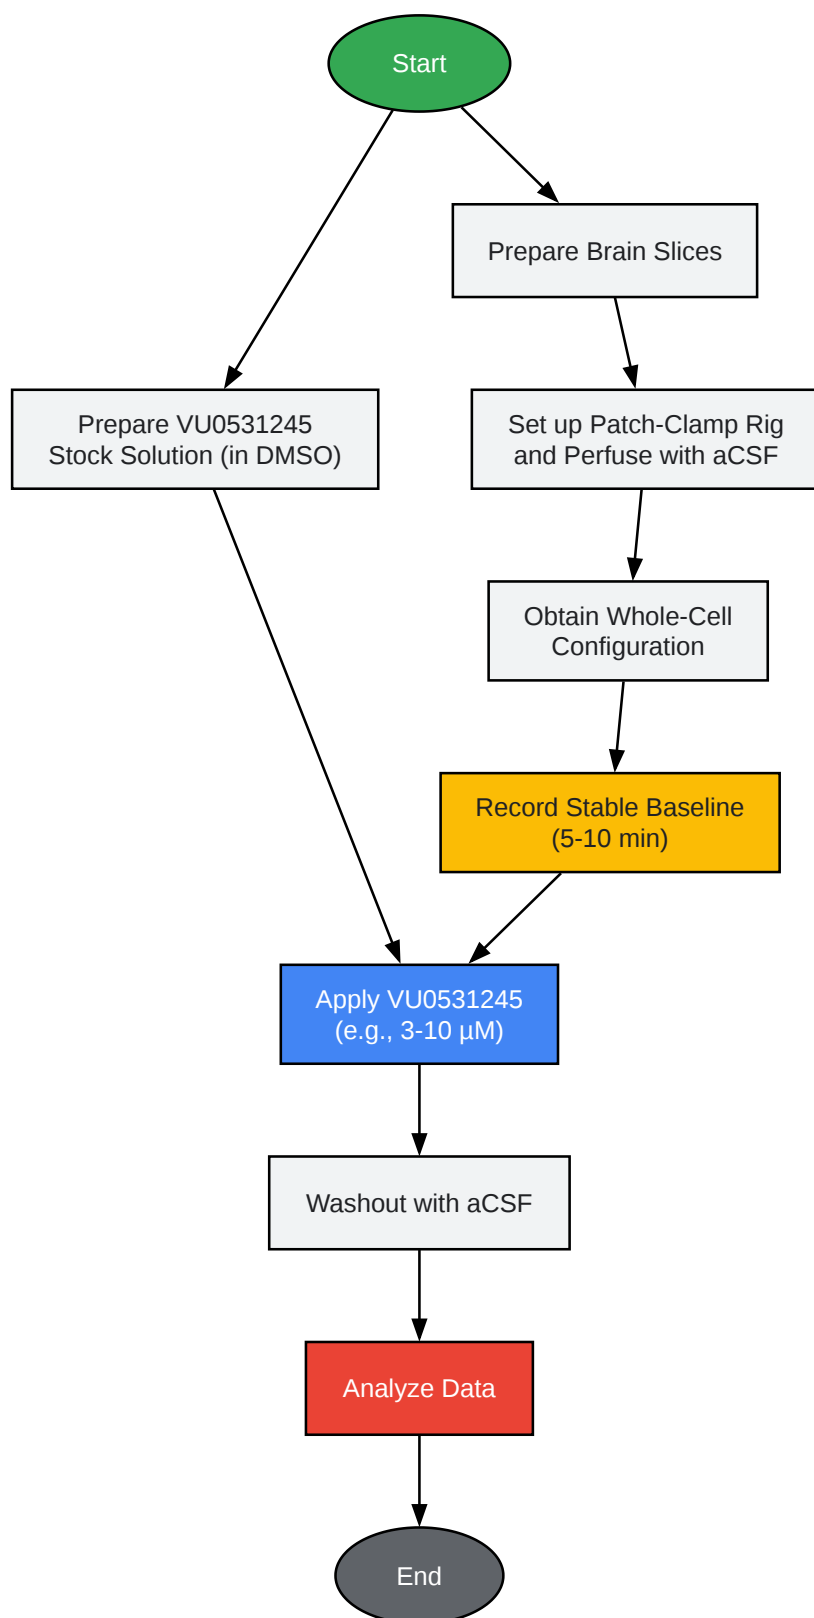 Start
Prepare Brain Slices
Prepare VU0531245
Stock Solution (in DMSO)
Set up Patch-Clamp Rig
and Perfuse with aCSF
Obtain Whole-Cell
Configuration
Record Stable Baseline
(5-10 min)
Apply VU0531245
(e.g., 3-10 µM)
Washout with aCSF
Analyze Data
End